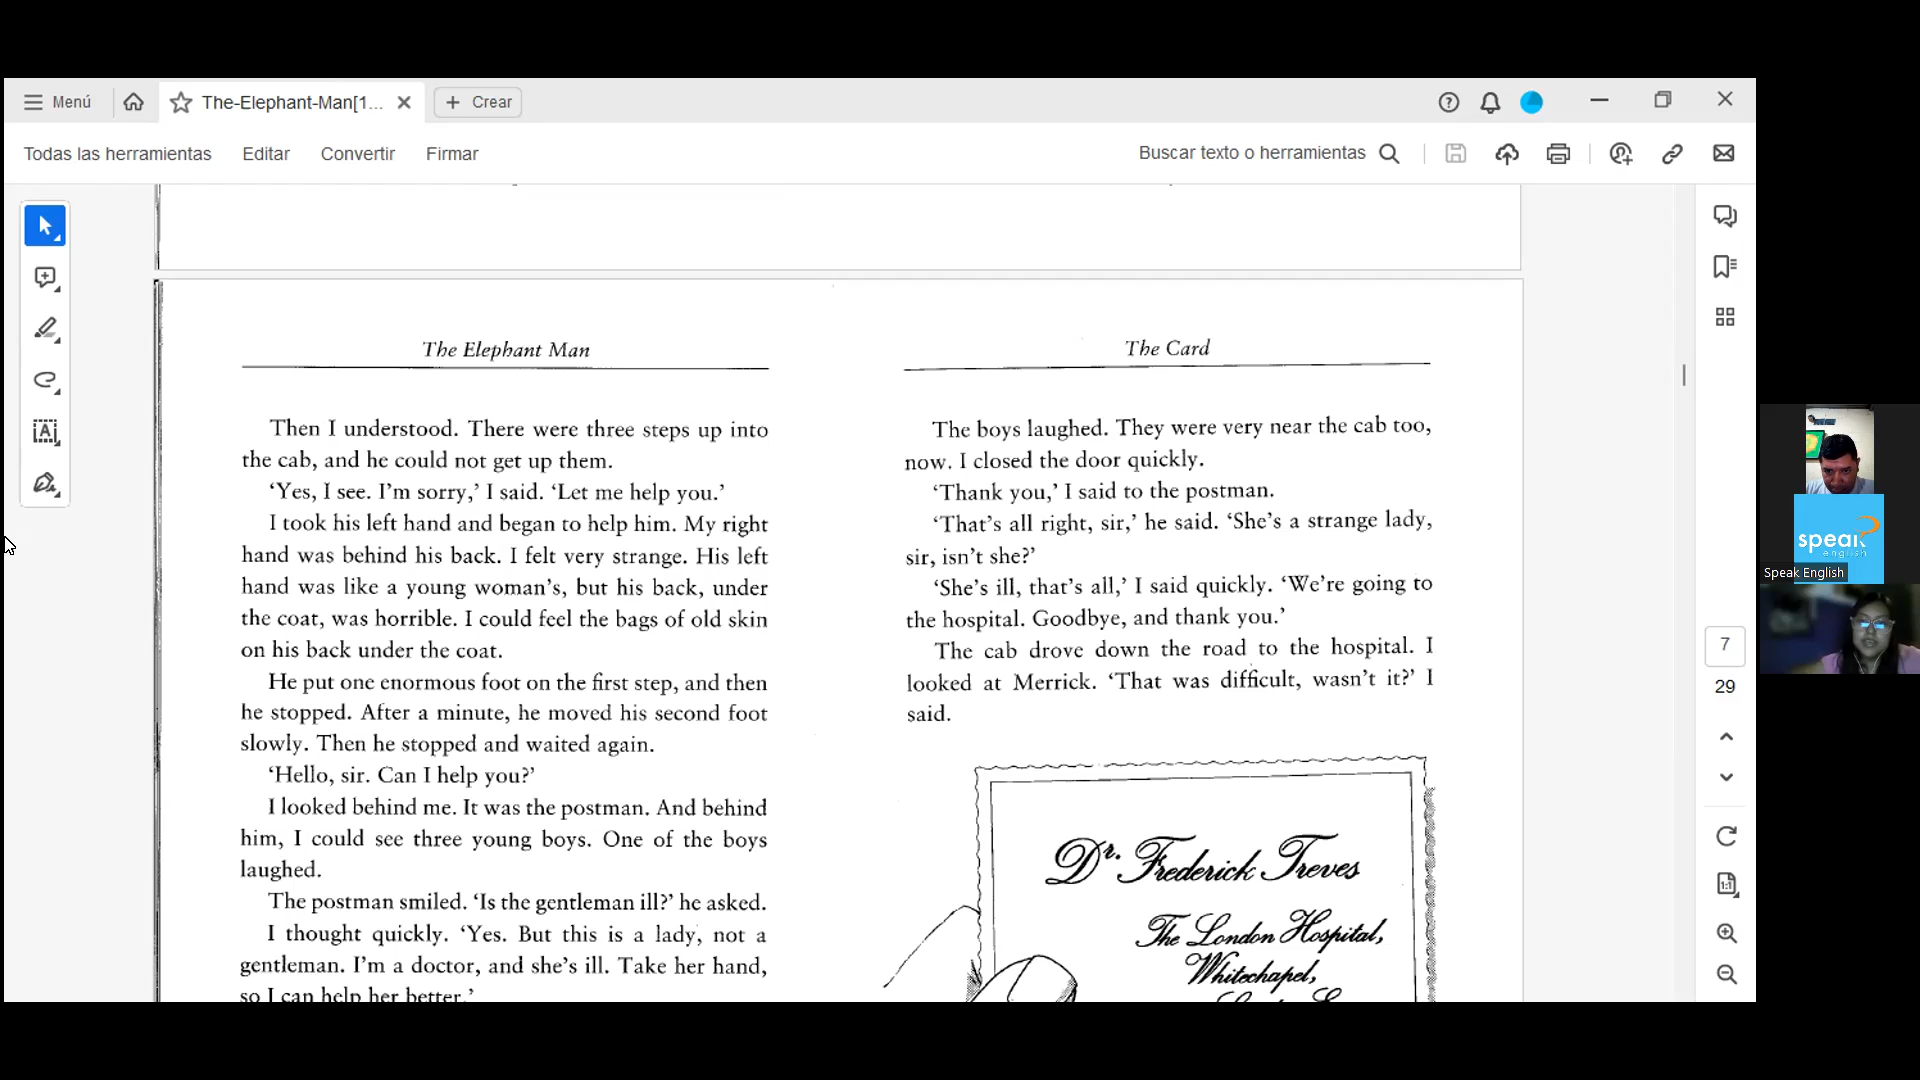 Menú
The-Elephant-Man[1...
Crear
Todas las herramientas
Editar
Convertir
Firmar
Buscar texto o herramientas
The Elephant Man
Then I understood. There were three steps up into
the cab, and he could not get up them.
‘Yes, I see. I'm sorry,’ I said. ‘Let me help you.’
I took his left hand and began to help him. My right
hand was behind his back. I felt very strange. His left
hand was like a young woman's, but his back, under
the coat, was horrible. I could feel the bags of old skin
on his back under the coat.
He put one enormous foot on the first step, and then
he stopped. After a minute, he moved his second foot
slowly. Then he stopped and waited again.
‘Hello, sir. Can I help you?’
I looked behind me. It was the postman. And behind
him, I could see three young boys. One of the boys
laughed.
The postman smiled. ‘Is the gentleman ill?’ he asked.
I thought quickly. ‘Yes. But this is a lady, not a
gentleman. I'm a doctor, and she's ill. Take her hand,
so I can help her better.’
The Card
The boys laughed. They were very near the cab too,
now. I closed the door quickly.
‘Thank you,’ I said to the postman.
‘That's all right, sir,’ he said. ‘She's a strange lady,
sir, isn't she?’
‘She's ill, that's all,’ I said quickly. ‘We're going to
the hospital. Goodbye, and thank you.’
The cab drove down the road to the hospital. I
looked at Merrick. ‘That was difficult, wasn't it?’ I
said.
Dr. Frederick Treves
The London Hospital,
Whitechapel,
7
29
speak
english
Speak English